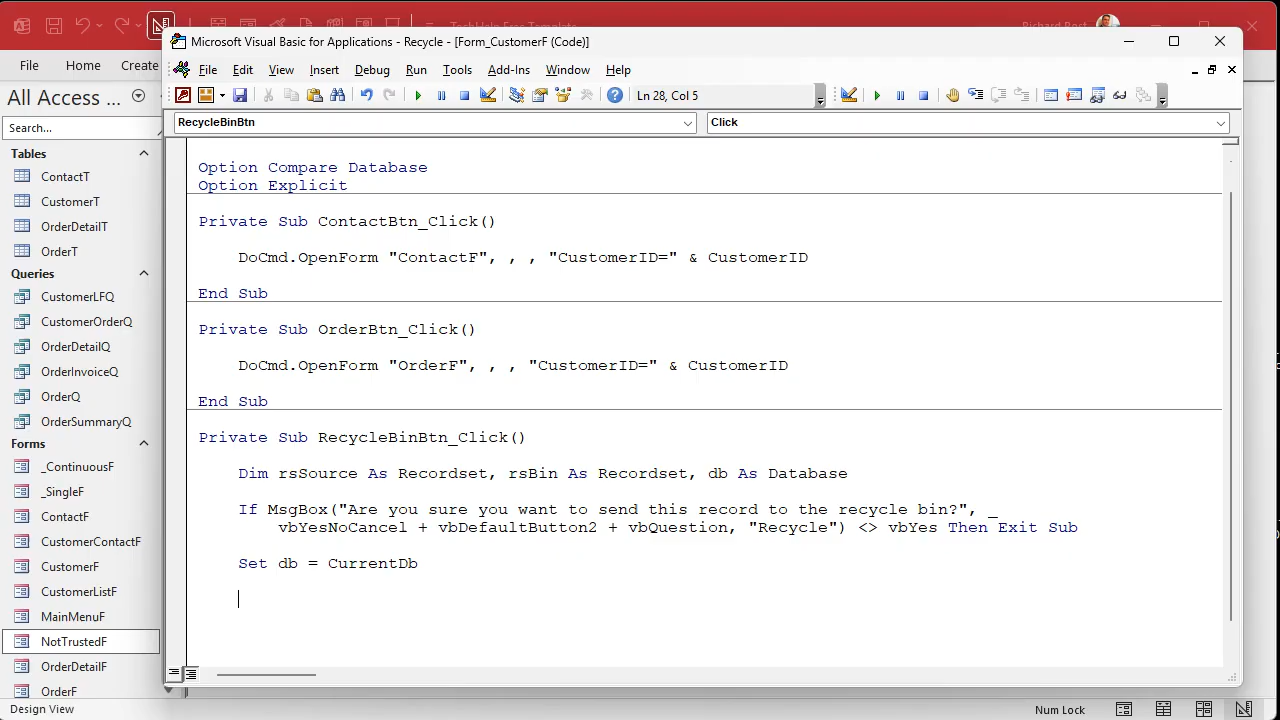 TechHelp Free Template
Richard Rost
File Home Create
Microsoft Visual Basic for Applications - Recycle - [Form_CustomerF (Code)]
File Edit View Insert Debug Run Tools Add-Ins Window Help
Ln 28, Col 5
RecycleBinBtn
Click
All Access ...
Search...
Tables
ContactT
CustomerT
OrderDetailT
OrderT
Queries
CustomerLFQ
CustomerOrderQ
OrderDetailQ
OrderInvoiceQ
OrderQ
OrderSummaryQ
Forms
_ContinuousF
_SingleF
ContactF
CustomerContactF
CustomerF
CustomerListF
MainMenuF
NotTrustedF
OrderDetailF
OrderF
Option Compare Database
Option Explicit
Private Sub ContactBtn_Click()
DoCmd.OpenForm "ContactF", , , "CustomerID=" & CustomerID
End Sub
Private Sub OrderBtn_Click()
DoCmd.OpenForm "OrderF", , , "CustomerID=" & CustomerID
End Sub
Private Sub RecycleBinBtn_Click()
Dim rsSource As Recordset, rsBin As Recordset, db As Database
If MsgBox("Are you sure you want to send this record to the recycle bin?", _
vbYesNoCancel + vbDefaultButton2 + vbQuestion, "Recycle") <> vbYes Then Exit Sub
Set db = CurrentDb
Design View
Num Lock